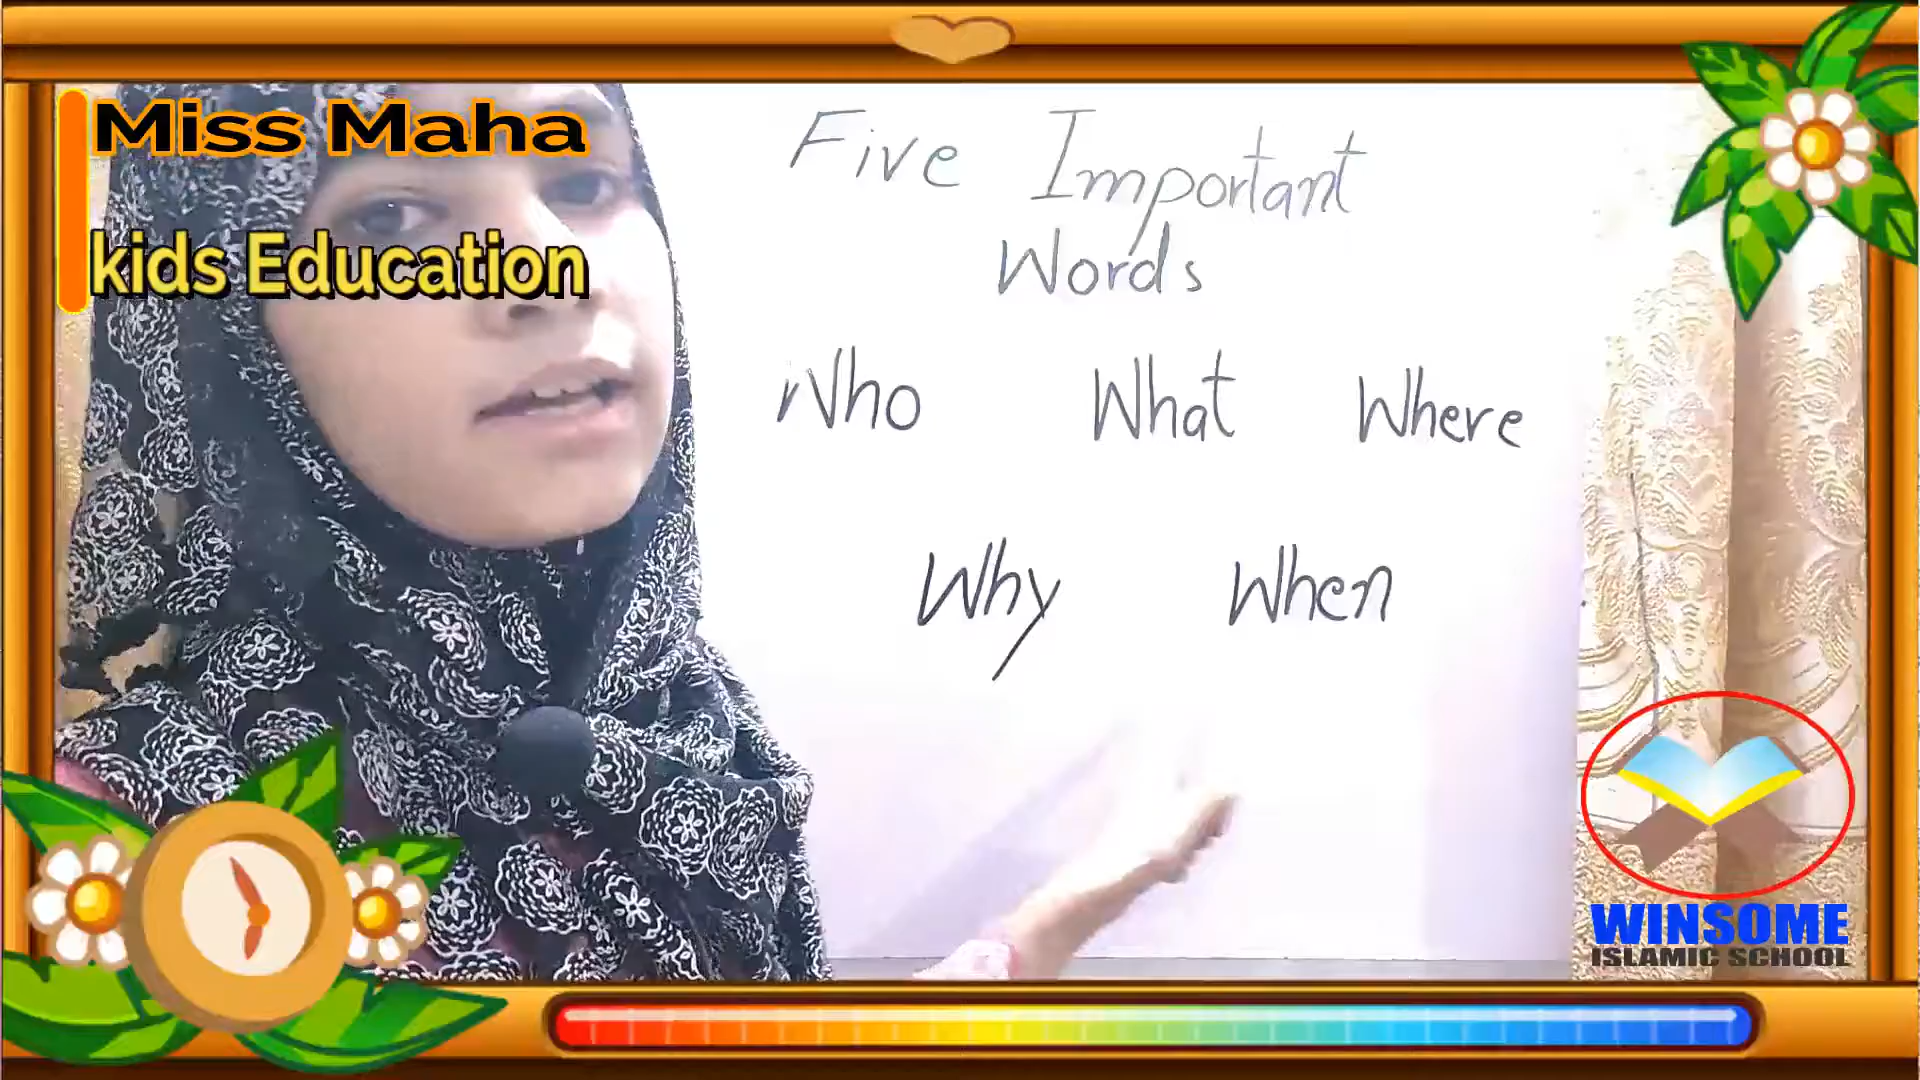 Miss Maha
kids Education
Five Important
Words
Who What Where
Why When
WINSOME
ISLAMIC SCHOOL